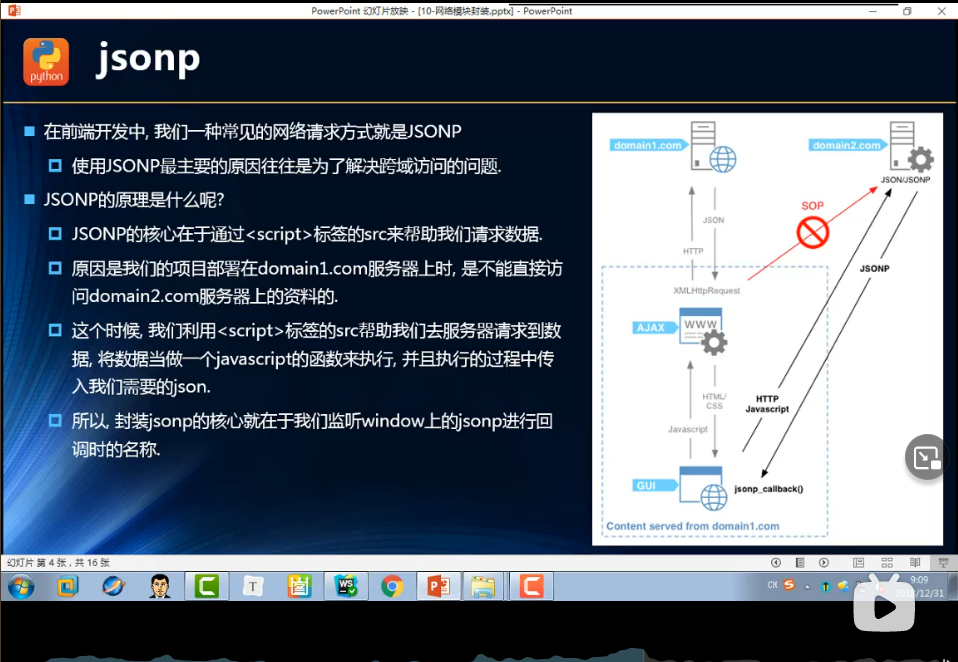 PowerPoint 幻灯片放映 - [10-网络模块封装.pptx] - PowerPoint
python
jsonp
在前端开发中, 我们一种常见的网络请求方式就是JSONP
使用JSONP最主要的原因往往是为了解决跨域访问的问题.
JSONP的原理是什么呢?
JSONP的核心在于通过<script>标签的src来帮助我们请求数据.
原因是我们的项目部署在domain1.com服务器上时, 是不能直接访
问domain2.com服务器上的资料的.
这个时候, 我们利用<script>标签的src帮助我们去服务器请求到数
据, 将数据当做一个javascript的函数来执行, 并且执行的过程中传
入我们需要的json.
所以, 封装jsonp的核心就在于我们监听window上的jsonp进行回
调时的名称.
domain1.com
domain2.com
JSON/JSONP
SOP
JSON
HTTP
JSONP
XMLHttpRequest
AJAX
WWW
HTML/
CSS
HTTP
Javascript
Javascript
GUI
jsonp_callback()
Content served from domain1.com
幻灯片 第 4 张 , 共 16 张
T
WS
CH
9:09